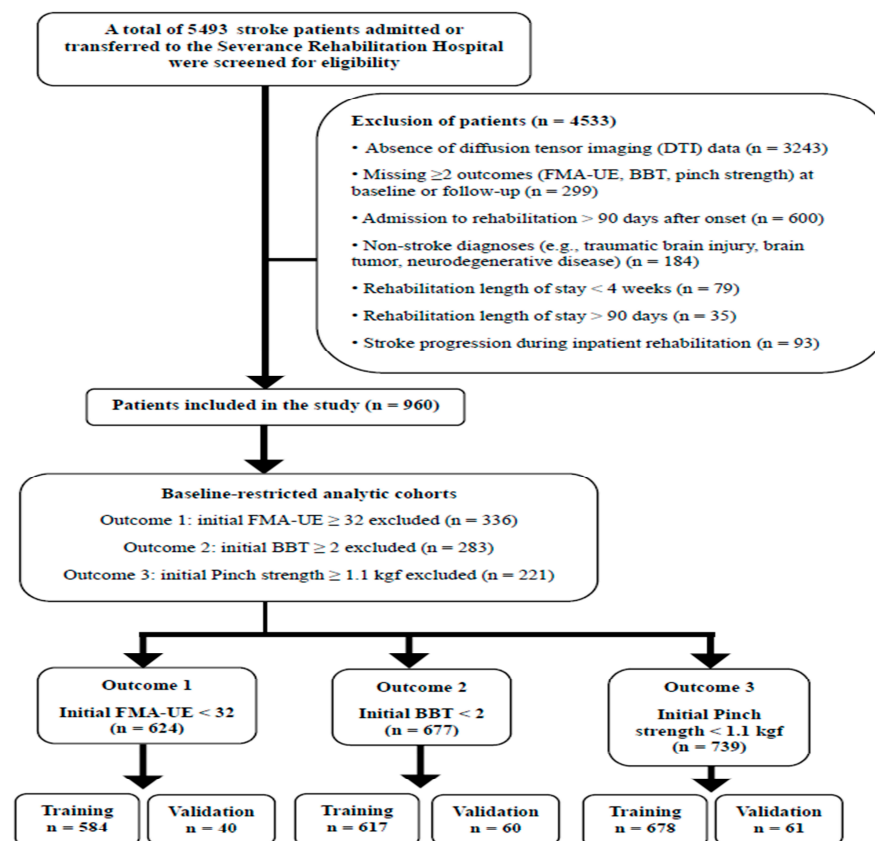 A total of 5493 stroke patients admitted or
transferred to the Severance Rehabilitation Hospital
were screened for eligibility
Exclusion of patients (n = 4533)
• Absence of diffusion tensor imaging (DTI) data (n = 3243)
• Missing ≥2 outcomes (FMA-UE, BBT, pinch strength) at
baseline or follow-up (n = 299)
• Admission to rehabilitation > 90 days after onset (n = 600)
• Non-stroke diagnoses (e.g., traumatic brain injury, brain
tumor, neurodegenerative disease) (n = 184)
• Rehabilitation length of stay < 4 weeks (n = 79)
• Rehabilitation length of stay > 90 days (n = 35)
• Stroke progression during inpatient rehabilitation (n = 93)
Patients included in the study (n = 960)
Baseline-restricted analytic cohorts
Outcome 1: initial FMA-UE ≥ 32 excluded (n = 336)
Outcome 2: initial BBT ≥ 2 excluded (n = 283)
Outcome 3: initial Pinch strength ≥ 1.1 kgf excluded (n = 221)
Outcome 1
Initial FMA-UE < 32
(n = 624)
Outcome 2
Initial BBT < 2
(n = 677)
Outcome 3
Initial Pinch
strength < 1.1 kgf
(n = 739)
Training
n = 584
Validation
n = 40
Training
n = 617
Validation
n = 60
Training
n = 678
Validation
n = 61